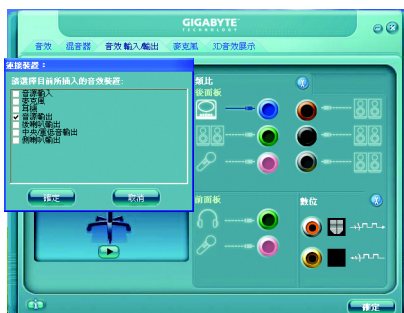 GIGABYTE
TECHNOLOGY
音效 混音器 音效輸入/輸出 麥克風 3D音效展示
連接裝置：
請選擇目前所插入的音效裝置：
音源輸入
麥克風
耳機
音源輸出
後喇叭輸出
中央/重低音輸出
側喇叭輸出
確定 取消
類比
後面板
前面板
數位
確定